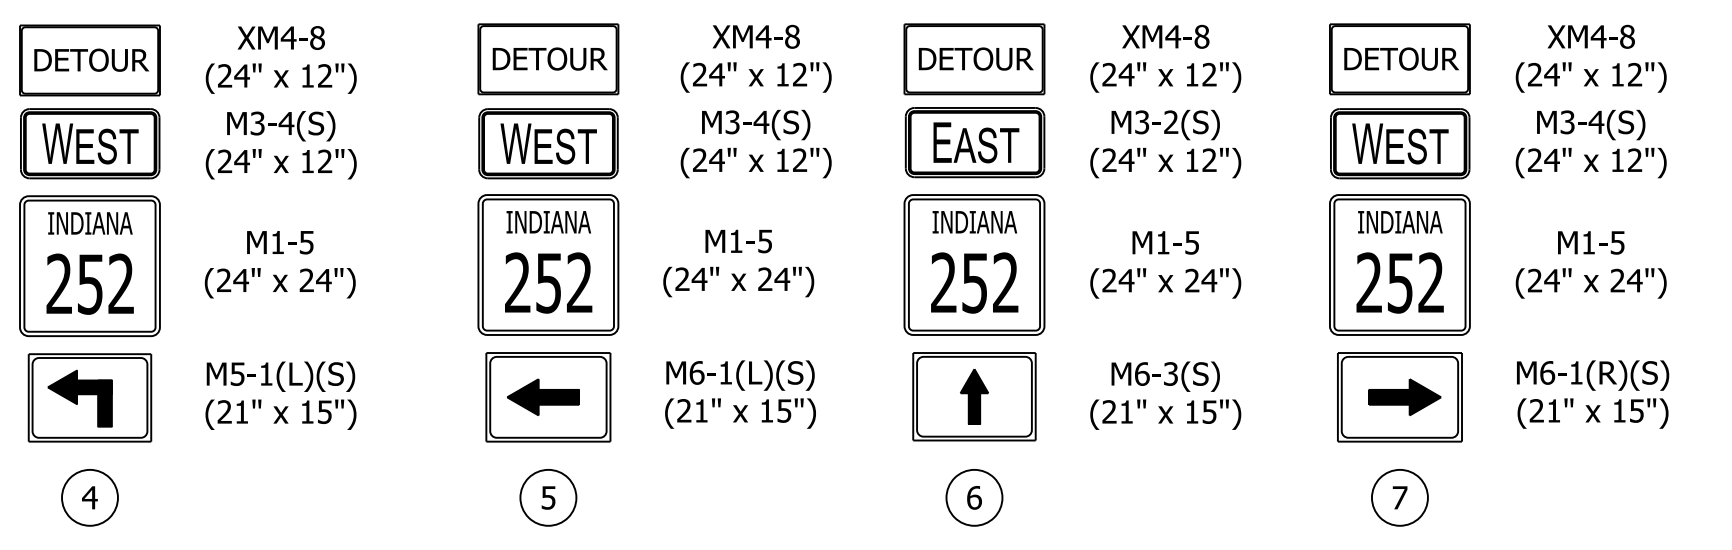 DETOUR
XM4-8
(24" x 12")
WEST
M3-4(S)
(24" x 12")
INDIANA
252
M1-5
(24" x 24")
M5-1(L)(S)
(21" x 15")
4
DETOUR
XM4-8
(24" x 12")
WEST
M3-4(S)
(24" x 12")
INDIANA
252
M1-5
(24" x 24")
M6-1(L)(S)
(21" x 15")
5
DETOUR
XM4-8
(24" x 12")
EAST
M3-2(S)
(24" x 12")
INDIANA
252
M1-5
(24" x 24")
M6-3(S)
(21" x 15")
6
DETOUR
XM4-8
(24" x 12")
WEST
M3-4(S)
(24" x 12")
INDIANA
252
M1-5
(24" x 24")
M6-1(R)(S)
(21" x 15")
7